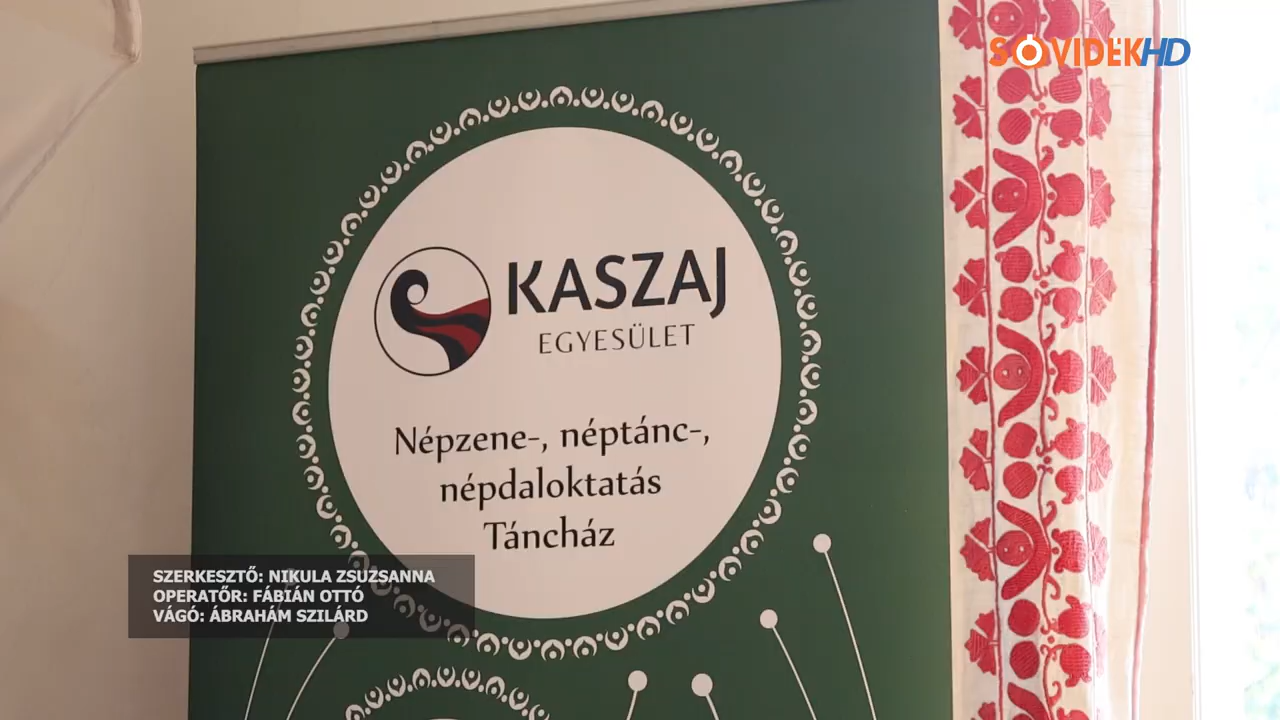 SÓVIDÉKHD
KASZAJ
EGYESÜLET
Népzene-, néptánc-,
népdaloktatás
Táncház
SZERKESZTŐ: NIKULA ZSUZSANNA
OPERATŐR: FÁBIÁN OTTÓ
VÁGÓ: ÁBRAHÁM SZILÁRD